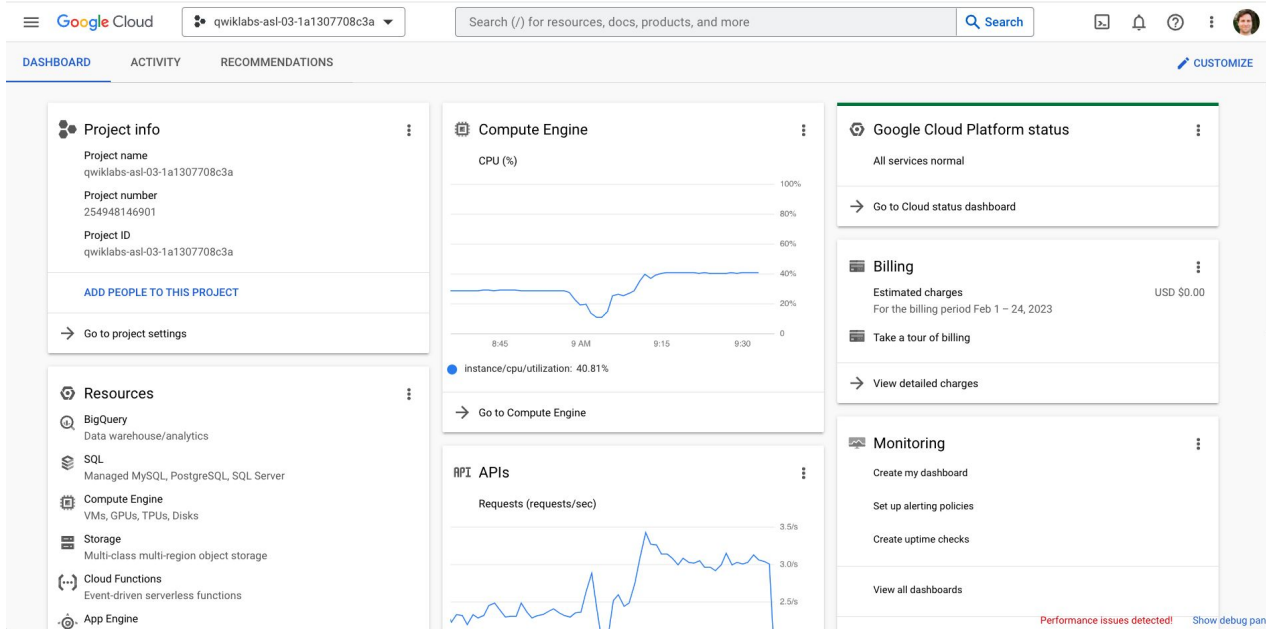 Google Cloud
qwiklabs-asl-03-1a1307708c3a
Search (/) for resources, docs, products, and more
Search
DASHBOARD
ACTIVITY
RECOMMENDATIONS
CUSTOMIZE
Project info
Project name
qwiklabs-asl-03-1a1307708c3a
Project number
254948146901
Project ID
qwiklabs-asl-03-1a1307708c3a
ADD PEOPLE TO THIS PROJECT
Go to project settings
Resources
BigQuery
Data warehouse/analytics
SQL
Managed MySQL, PostgreSQL, SQL Server
Compute Engine
VMs, GPUs, TPUs, Disks
Storage
Multi-class multi-region object storage
Cloud Functions
Event-driven serverless functions
App Engine
Compute Engine
CPU (%)
100%
80%
60%
40%
20%
0
8:45
9 AM
9:15
9:30
instance/cpu/utilization: 40.81%
Go to Compute Engine
API APIs
Requests (requests/sec)
3.5/s
3.0/s
2.5/s
Google Cloud Platform status
All services normal
Go to Cloud status dashboard
Billing
Estimated charges
USD $0.00
For the billing period Feb 1 – 24, 2023
Take a tour of billing
View detailed charges
Monitoring
Create my dashboard
Set up alerting policies
Create uptime checks
View all dashboards
Performance issues detected!
Show debug pan